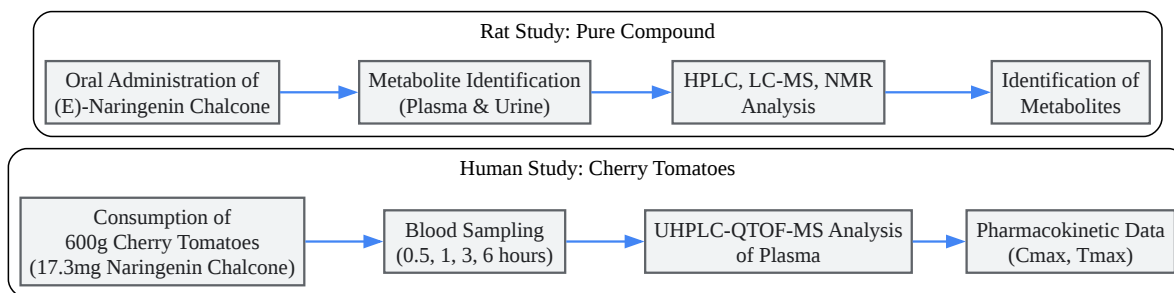 Rat Study: Pure Compound
Oral Administration of
(E)-Naringenin Chalcone
Metabolite Identification
(Plasma & Urine)
HPLC, LC-MS, NMR
Analysis
Identification of
Metabolites
Human Study: Cherry Tomatoes
Consumption of
600g Cherry Tomatoes
(17.3mg Naringenin Chalcone)
Blood Sampling
(0.5, 1, 3, 6 hours)
UHPLC-QTOF-MS Analysis
of Plasma
Pharmacokinetic Data
(Cmax, Tmax)